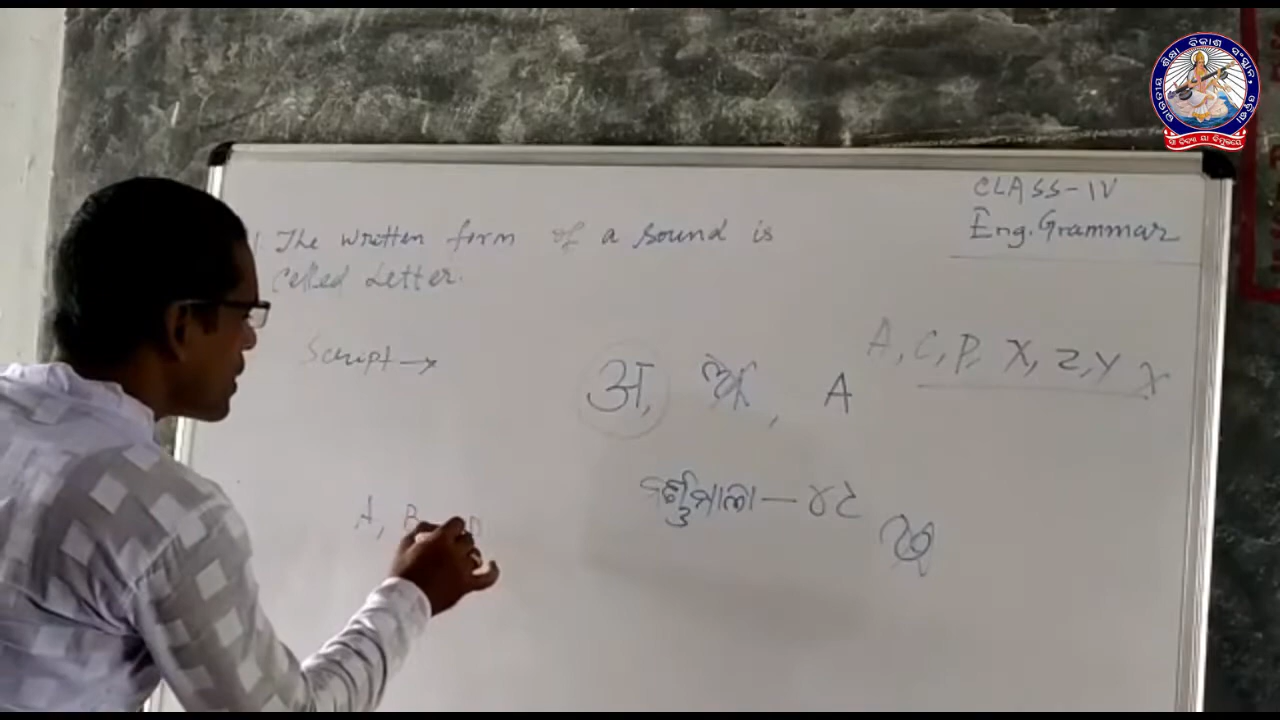 CLASS-IV
Eng. Grammar
1. The written form of a sound is
called Letter.
Script →
A, C, P, X, Z, Y X
अ, ଅ, A
ବର୍ଣ୍ଣମାଳା — ୪୯
A, B